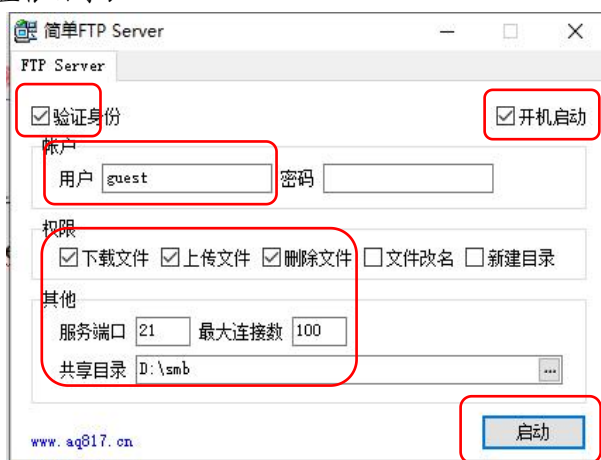 简单FTP Server
FTP Server
验证身份 开机启动
帐户
用户 guest 密码
权限
下载文件 上传文件 删除文件 文件改名 新建目录
其他
服务端口 21 最大连接数 100
共享目录 D:\smb ...
www.aq817.cn 启动